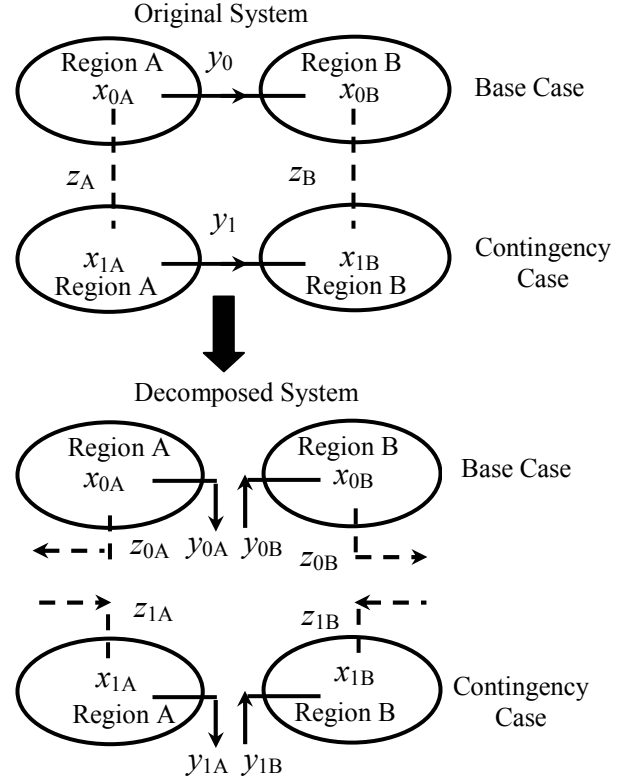 Original System
Region A
y0
Region B
x0A
x0B
Base Case
zA
zB
y1
x1A
x1B
Region A
Region B
Contingency
Case
Decomposed System
Region A
Region B
x0A
x0B
Base Case
z0A
y0A
y0B
z0B
z1A
z1B
x1A
x1B
Region A
Region B
Contingency
Case
y1A
y1B